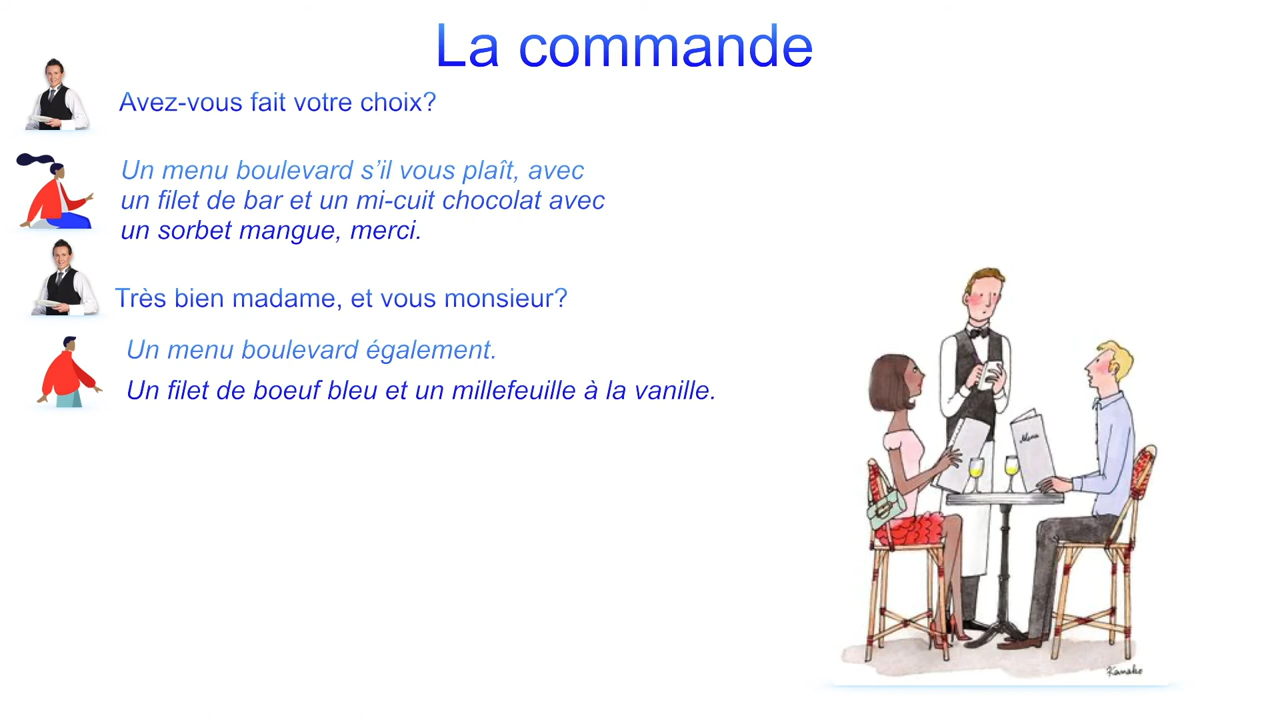 La commande
Avez-vous fait votre choix?
Un menu boulevard s'il vous plaît, avec
un filet de bar et un mi-cuit chocolat avec
un sorbet mangue, merci.
Très bien madame, et vous monsieur?
Un menu boulevard également.
Un filet de boeuf bleu et un millefeuille à la vanille.
Menu
Kanako